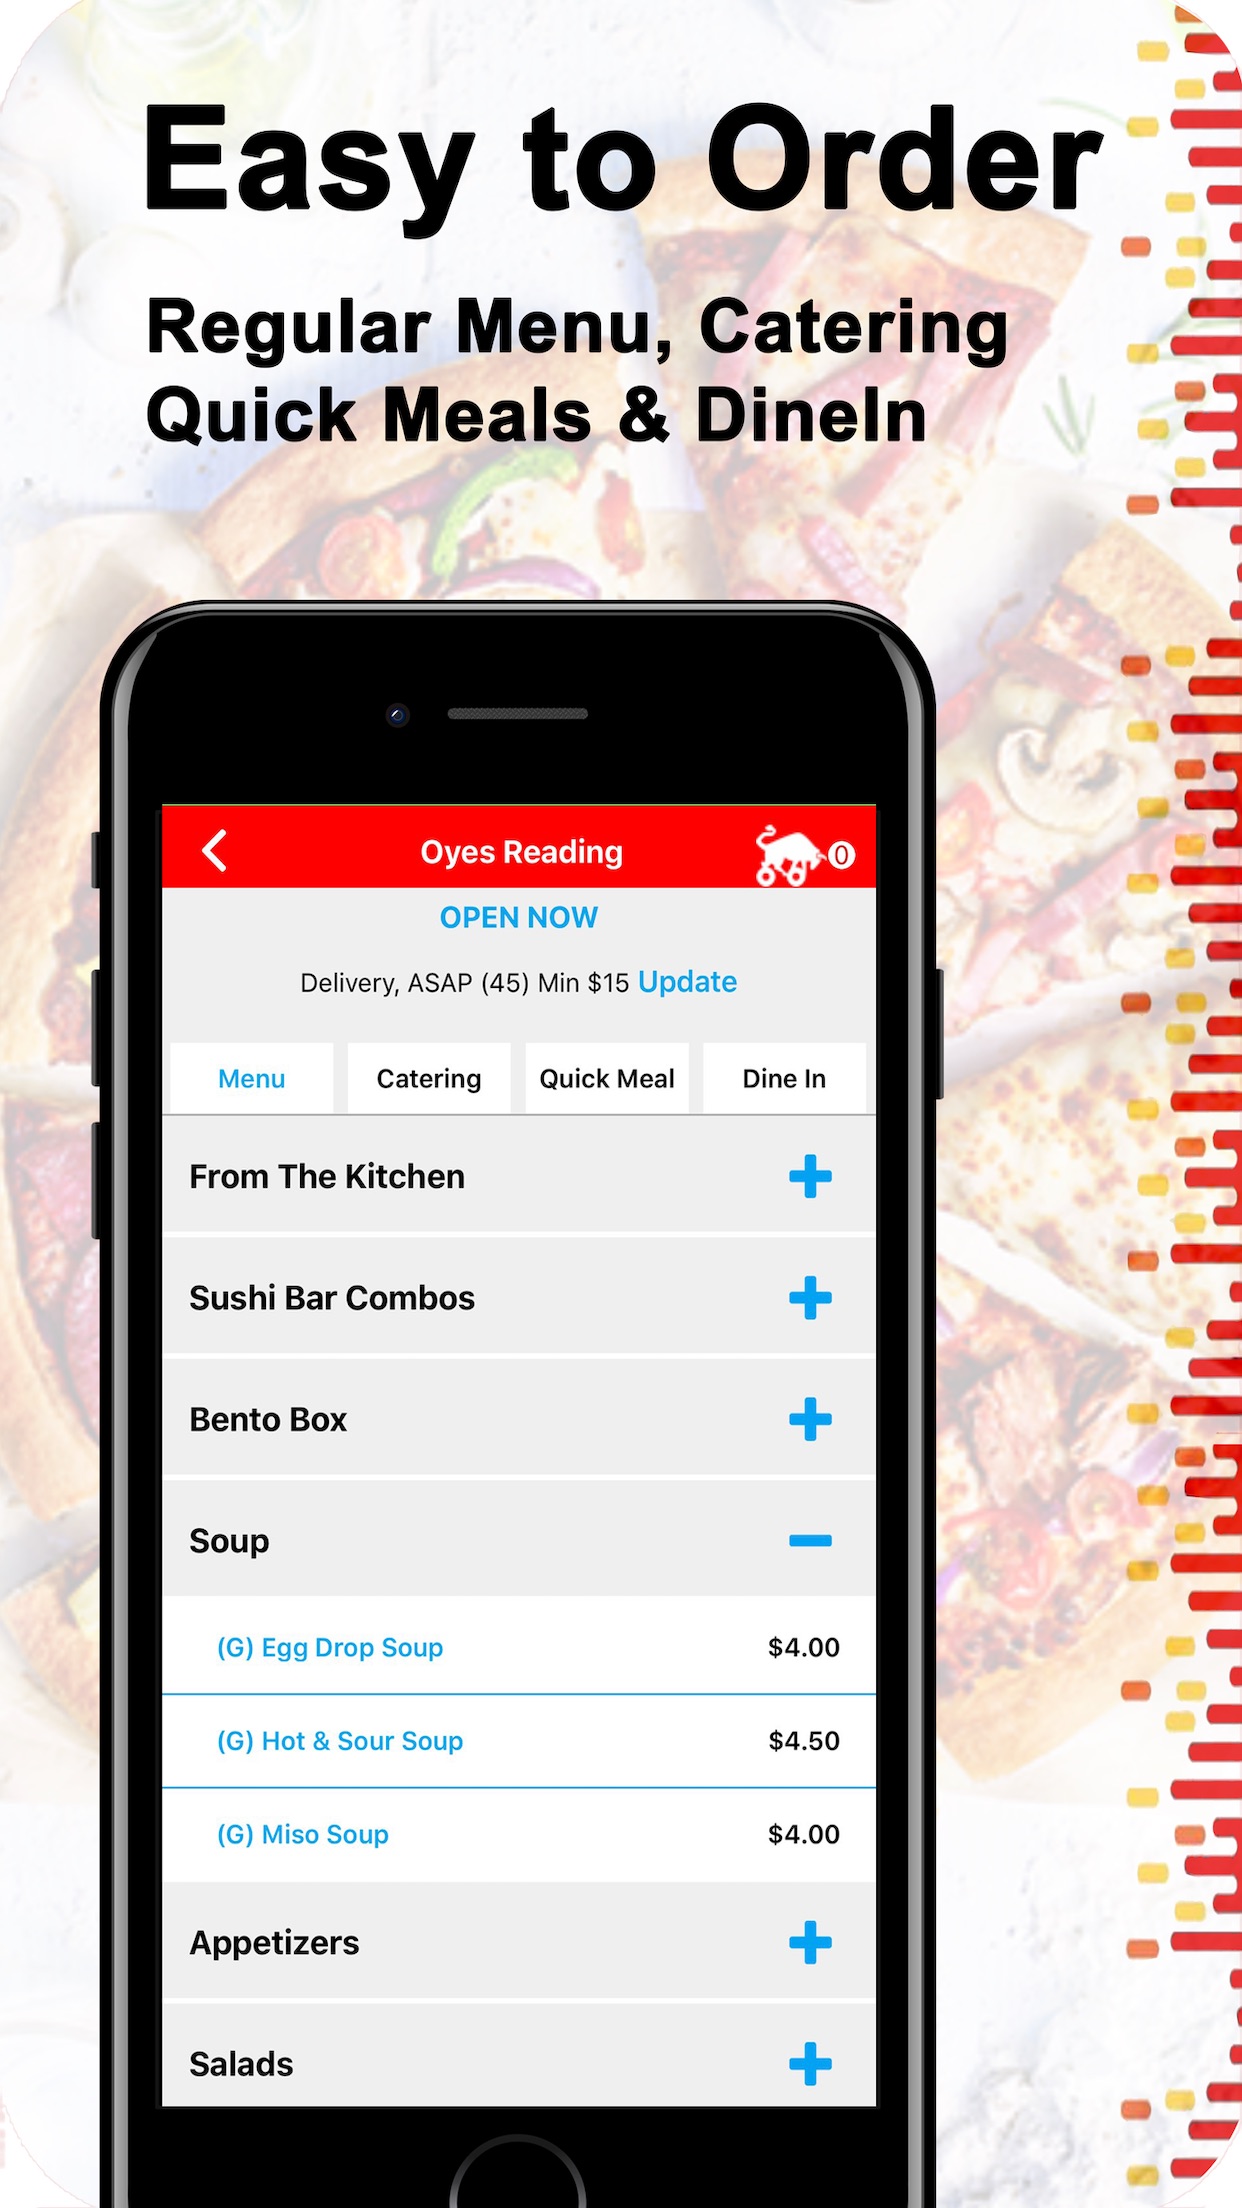 Easy to Order
Regular Menu, Catering
Quick Meals & DineIn
Oyes Reading
0
OPEN NOW
Delivery, ASAP (45) Min $15 Update
Menu Catering Quick Meal Dine In
From The Kitchen
Sushi Bar Combos
Bento Box
Soup
(G) Egg Drop Soup $4.00
(G) Hot & Sour Soup $4.50
(G) Miso Soup $4.00
Appetizers
Salads